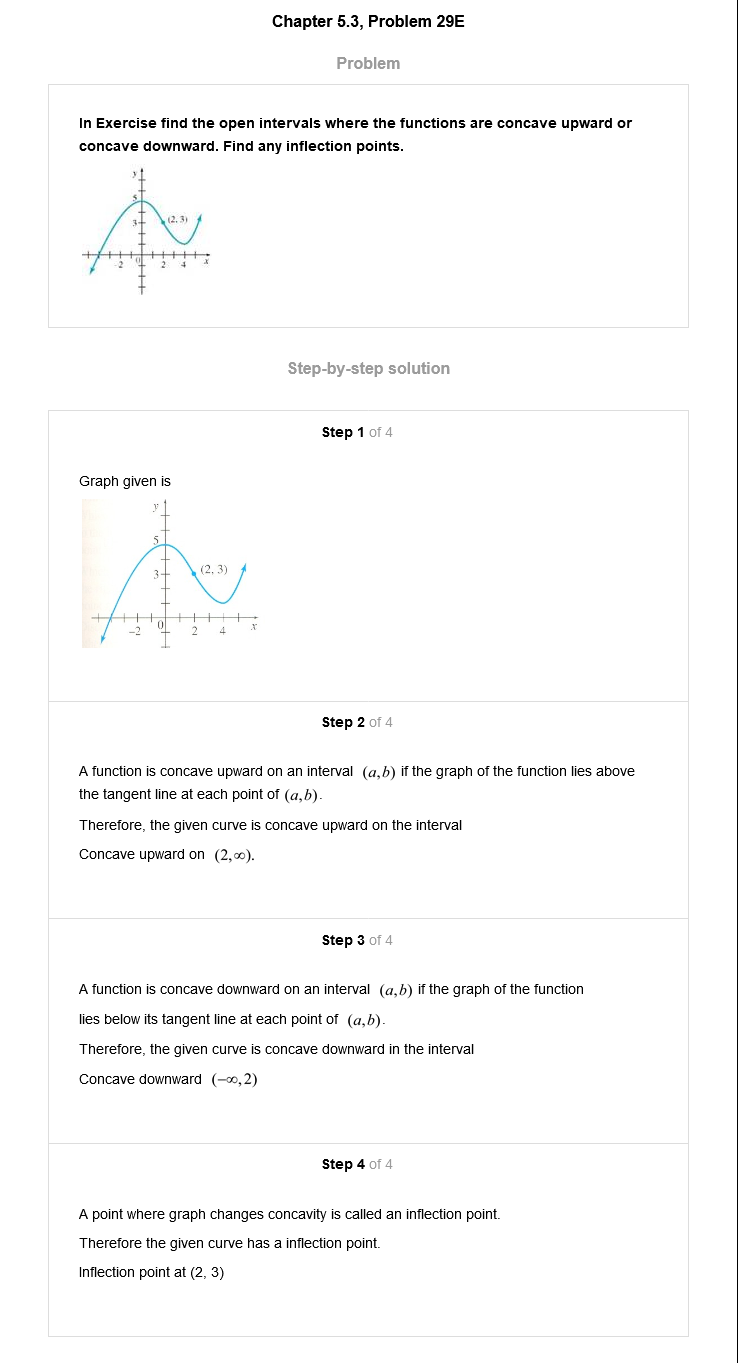 Chapter 5.3, Problem 29E
Problem
In Exercise find the open intervals where the functions are concave upward or
concave downward. Find any inflection points.
y
5
(2, 3)
3
0
-2 2 4 x
Step-by-step solution
Step 1 of 4
Graph given is
y
5
(2, 3)
3
0
−2 2 4 x
Step 2 of 4
A function is concave upward on an interval (a,b) if the graph of the function lies above
the tangent line at each point of (a,b).
Therefore, the given curve is concave upward on the interval
Concave upward on (2,∞).
Step 3 of 4
A function is concave downward on an interval (a,b) if the graph of the function
lies below its tangent line at each point of (a,b).
Therefore, the given curve is concave downward in the interval
Concave downward (−∞,2)
Step 4 of 4
A point where graph changes concavity is called an inflection point.
Therefore the given curve has a inflection point.
Inflection point at (2, 3)